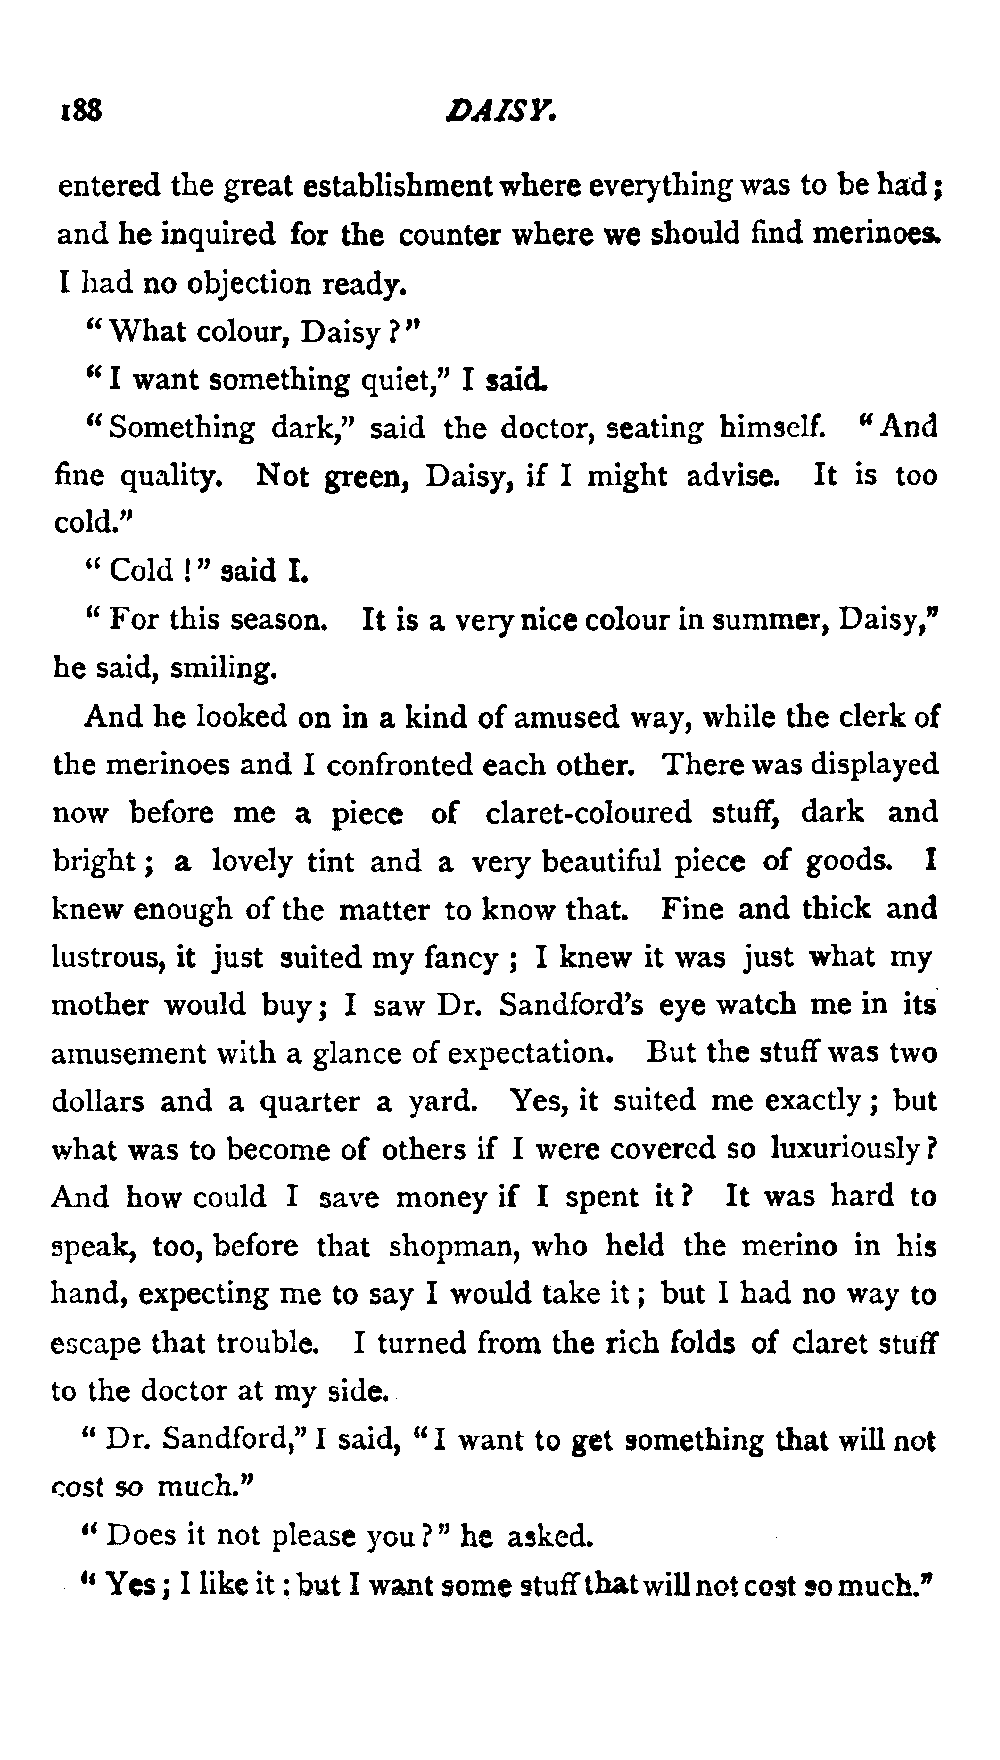 188 DAISY.
entered the great establishment where everything was to be had;
and he inquired for the counter where we should find merinoes.
I had no objection ready.
"What colour, Daisy?"
"I want something quiet," I said.
"Something dark," said the doctor, seating himself. "And
fine quality. Not green, Daisy, if I might advise. It is too
cold."
"Cold!" said I.
"For this season. It is a very nice colour in summer, Daisy,"
he said, smiling.
And he looked on in a kind of amused way, while the clerk of
the merinoes and I confronted each other. There was displayed
now before me a piece of claret-coloured stuff, dark and
bright; a lovely tint and a very beautiful piece of goods. I
knew enough of the matter to know that. Fine and thick and
lustrous, it just suited my fancy; I knew it was just what my
mother would buy; I saw Dr. Sandford's eye watch me in its
amusement with a glance of expectation. But the stuff was two
dollars and a quarter a yard. Yes, it suited me exactly; but
what was to become of others if I were covered so luxuriously?
And how could I save money if I spent it? It was hard to
speak, too, before that shopman, who held the merino in his
hand, expecting me to say I would take it; but I had no way to
escape that trouble. I turned from the rich folds of claret stuff
to the doctor at my side.
"Dr. Sandford," I said, "I want to get something that will not
cost so much."
"Does it not please you?" he asked.
"Yes; I like it: but I want some stuff that will not cost so much."